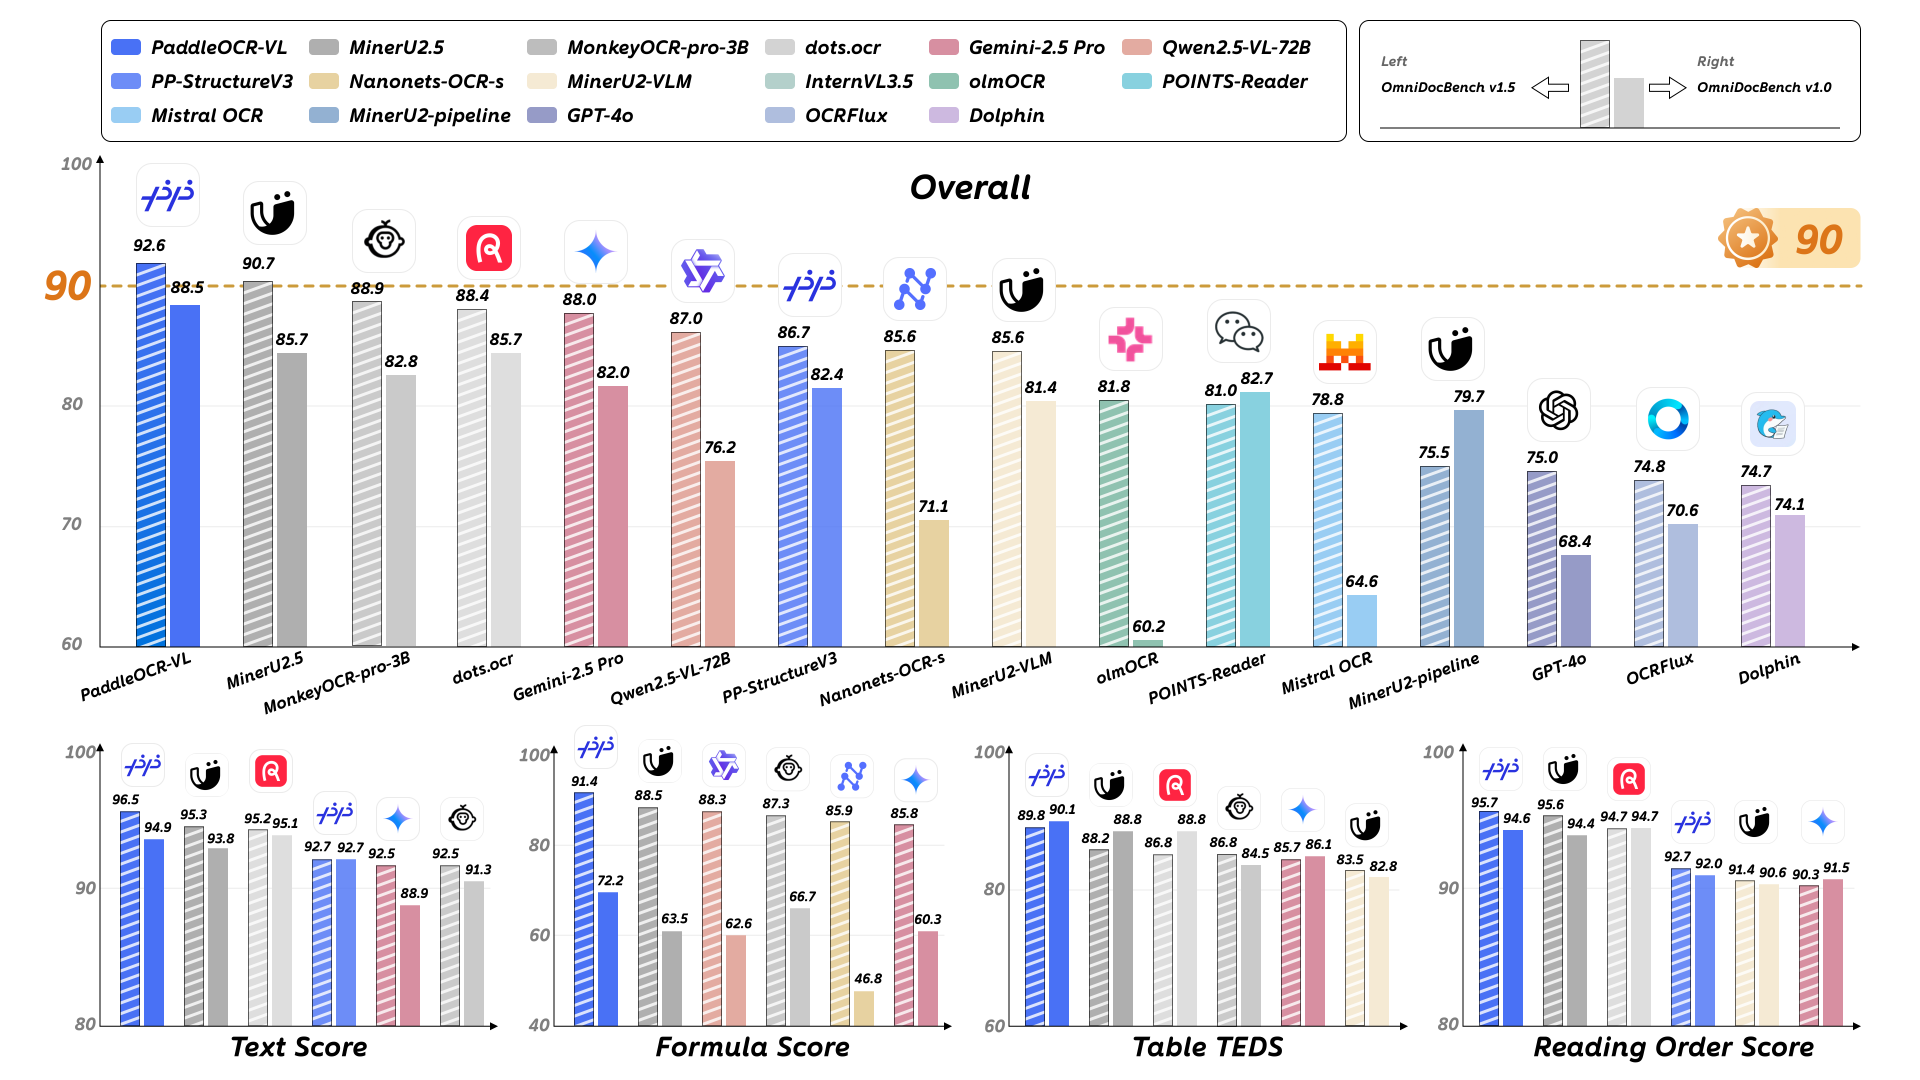 PaddleOCR-VL MinerU2.5 MonkeyOCR-pro-3B dots.ocr Gemini-2.5 Pro Qwen2.5-VL-72B
PP-StructureV3 Nanonets-OCR-s MinerU2-VLM InternVL3.5 olmOCR POINTS-Reader
Mistral OCR MinerU2-pipeline GPT-4o OCRFlux Dolphin
Left Right
OmniDocBench v1.5 OmniDocBench v1.0
Overall
100
90
80
70
60
90
92.6 88.5
90.7 85.7
88.9 82.8
88.4 85.7
88.0 82.0
87.0 76.2
86.7 82.4
85.6 71.1
85.6 81.4
81.8 60.2
81.0 82.7
78.8 64.6
75.5 79.7
75.0 68.4
74.8 70.6
74.7 74.1
PaddleOCR-VL
MinerU2.5
MonkeyOCR-pro-3B
dots.ocr
Gemini-2.5 Pro
Qwen2.5-VL-72B
PP-StructureV3
Nanonets-OCR-s
MinerU2-VLM
olmOCR
POINTS-Reader
Mistral OCR
MinerU2-pipeline
GPT-4o
OCRFlux
Dolphin
100
90
80
96.5 94.9
95.3 93.8
95.2 95.1
92.7 92.7
92.5 88.9
92.5 91.3
Text Score
100
80
60
40
91.4 72.2
88.5 63.5
88.3 62.6
87.3 66.7
85.9 46.8
85.8 60.3
Formula Score
100
80
60
89.8 90.1
88.2 88.8
86.8 88.8
86.8 84.5
85.7 86.1
83.5 82.8
Table TEDS
100
90
80
95.7 94.6
95.6 94.4
94.7 94.7
92.7 92.0
91.4 90.6
90.3 91.5
Reading Order Score